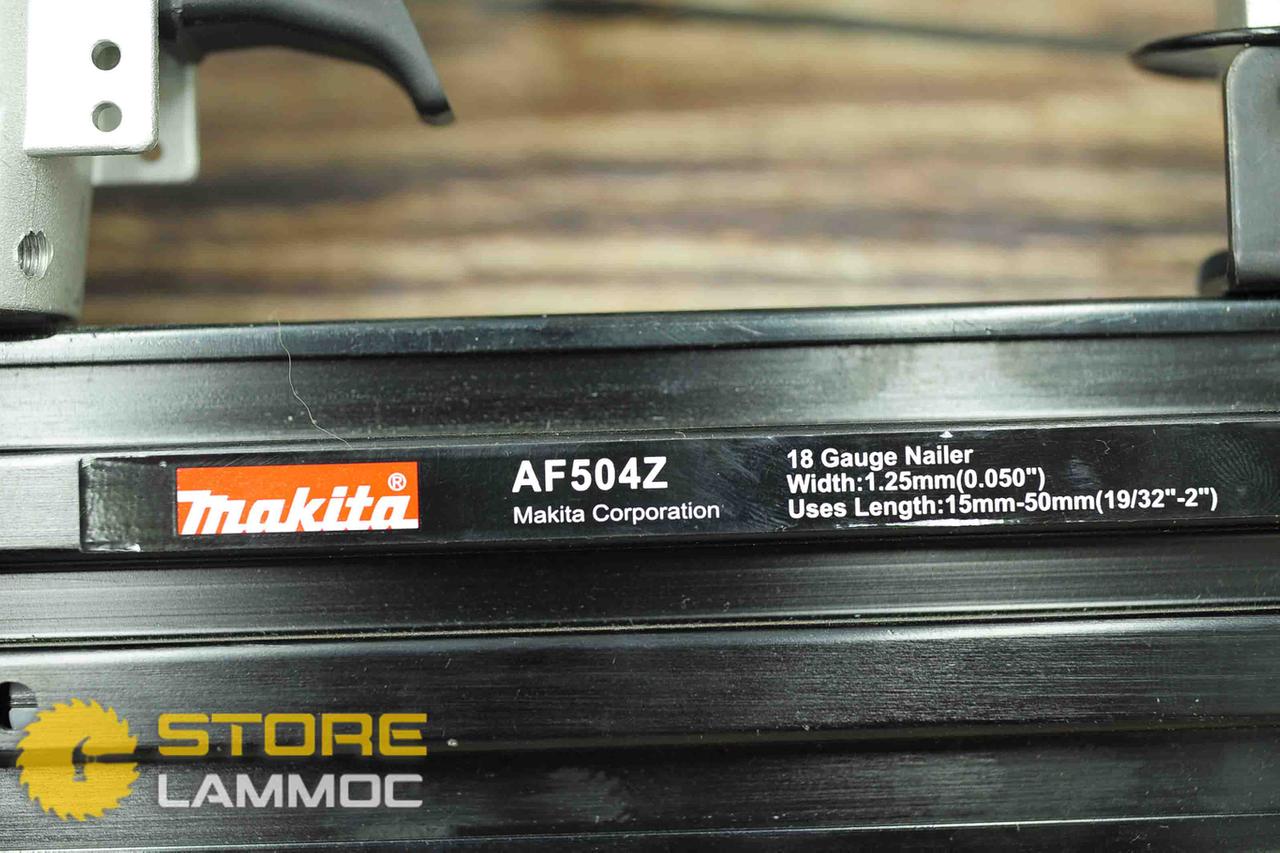 makita®
AF504Z
Makita Corporation
18 Gauge Nailer
Width:1.25mm(0.050")
Uses Length:15mm-50mm(19/32"-2")
STORE
LAMMOC